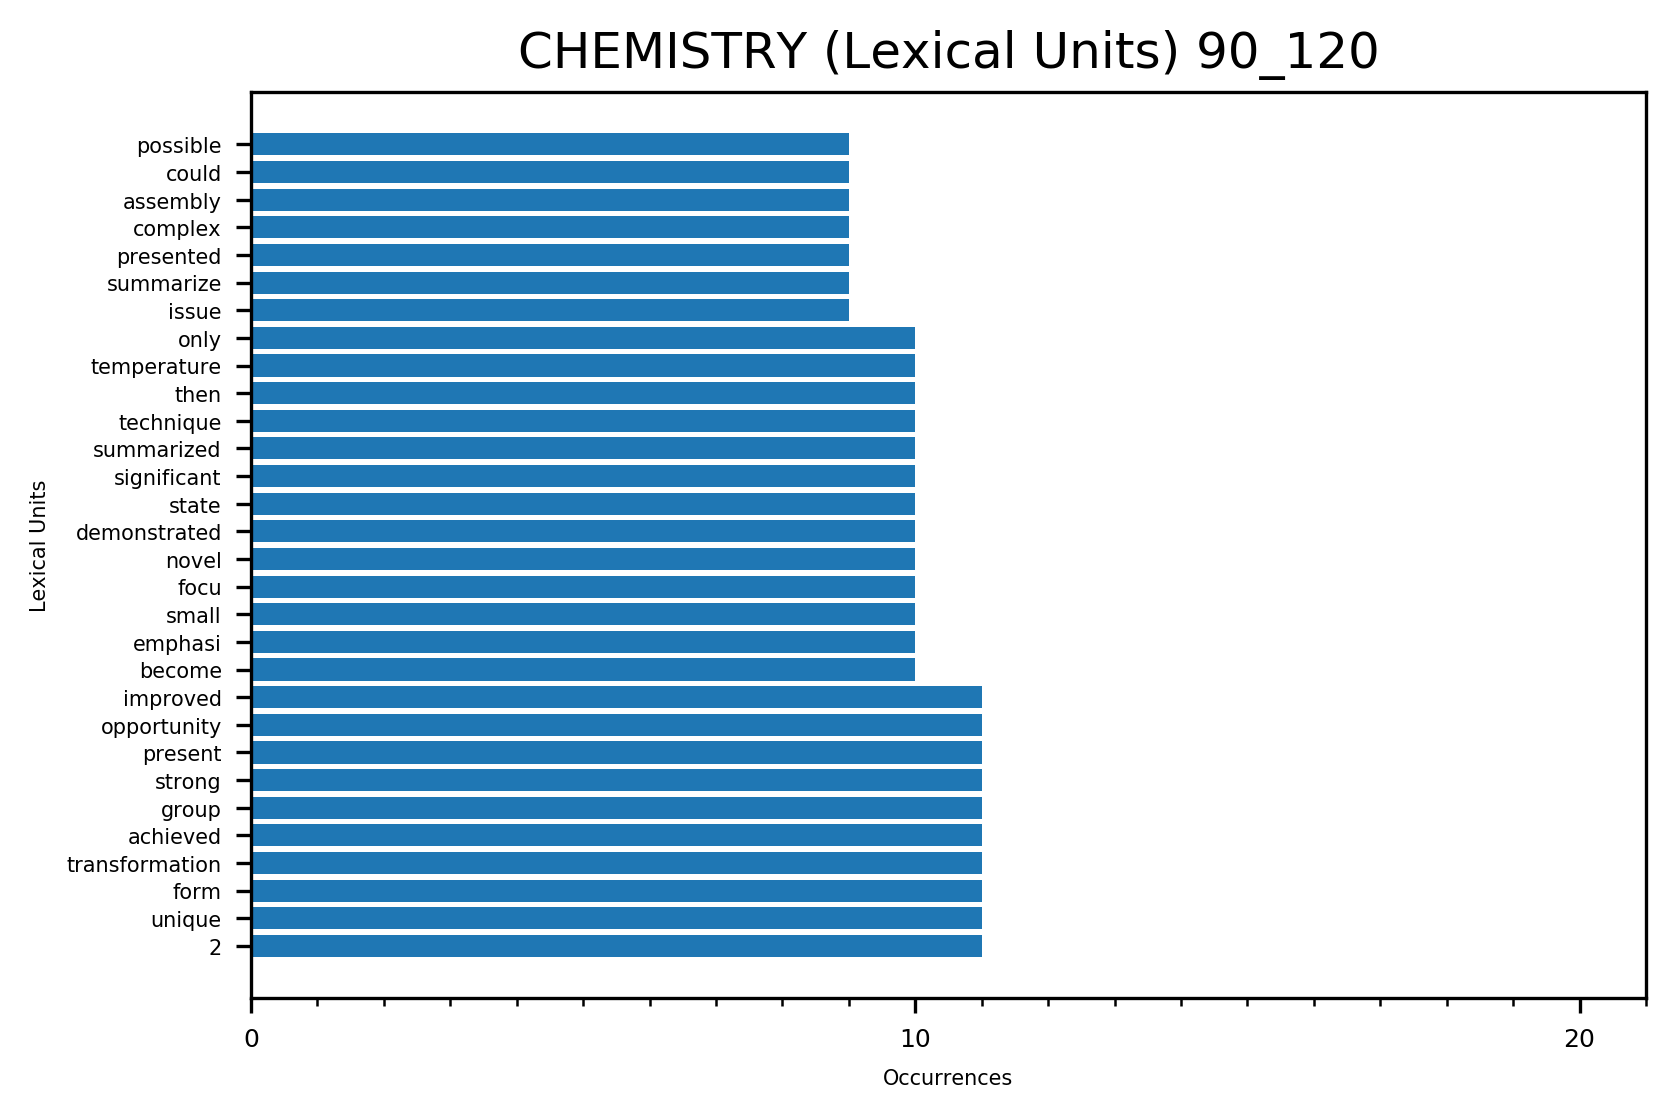 CHEMISTRY (Lexical Units) 90_120
possible
could
assembly
complex
presented
summarize
issue
only
temperature
then
technique
summarized
significant
state
demonstrated
novel
focu
small
emphasi
become
improved
opportunity
present
strong
group
achieved
transformation
form
unique
2
Lexical Units
0 10 20
Occurrences